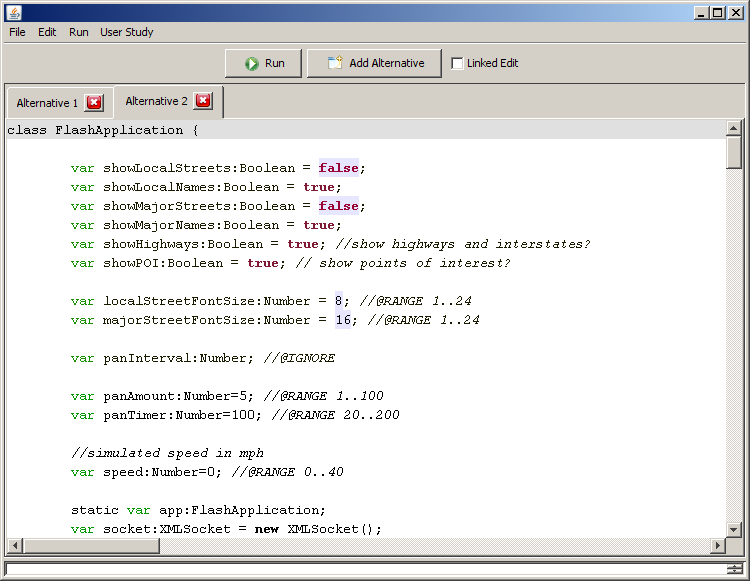 File Edit Run User Study
Run Add Alternative Linked Edit
Alternative 1 Alternative 2
class FlashApplication {
var showLocalStreets:Boolean = false;
var showLocalNames:Boolean = true;
var showMajorStreets:Boolean = false;
var showMajorNames:Boolean = true;
var showHighways:Boolean = true; //show highways and interstates?
var showPOI:Boolean = true; // show points of interest?
var localStreetFontSize:Number = 8; //@RANGE 1..24
var majorStreetFontSize:Number = 16; //@RANGE 1..24
var panInterval:Number; //@IGNORE
var panAmount:Number=5; //@RANGE 1..100
var panTimer:Number=100; //@RANGE 20..200
//simulated speed in mph
var speed:Number=0; //@RANGE 0..40
static var app:FlashApplication;
var socket:XMLSocket = new XMLSocket();